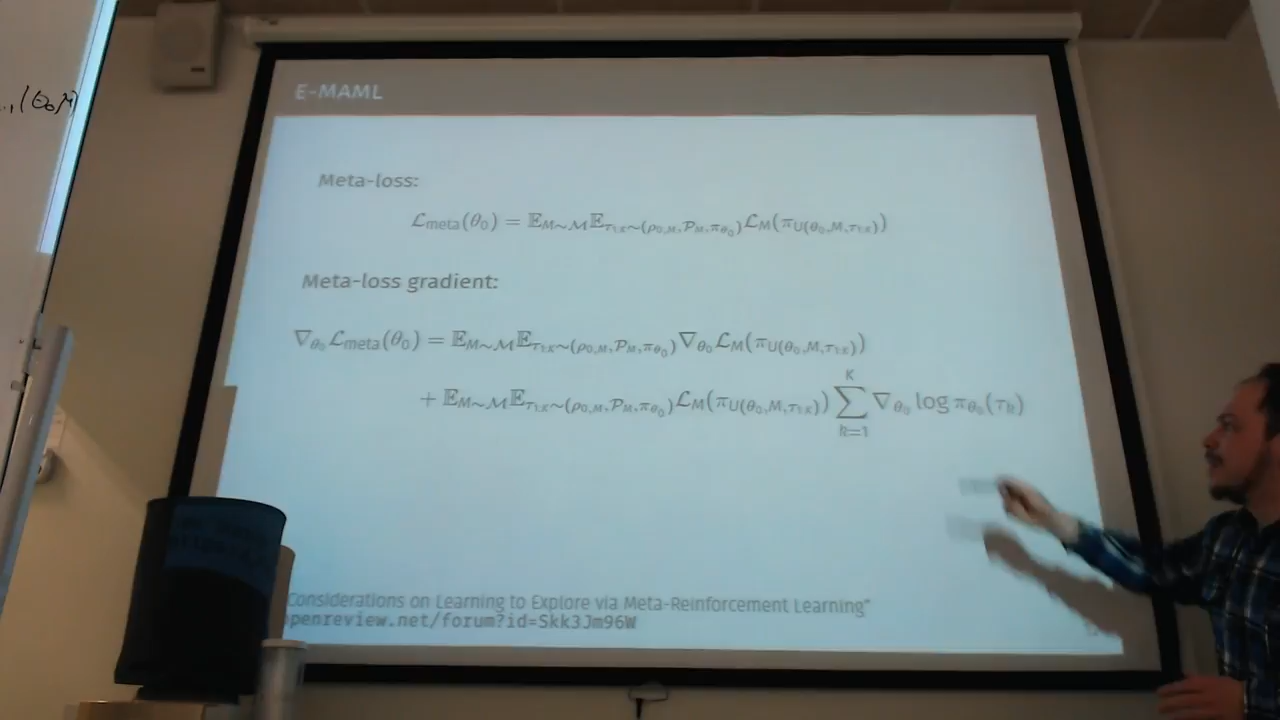 E-MAML
Meta-loss:
ℒ_meta(θ₀) = 𝔼_{M∼ℳ}𝔼_{τ_{1:K}∼(ρ_{0,M},𝒫_M,π_{θ₀})}ℒ_M(π_{U(θ₀,M,τ_{1:K})})
Meta-loss gradient:
∇_{θ₀}ℒ_meta(θ₀) = 𝔼_{M∼ℳ}𝔼_{τ_{1:K}∼(ρ_{0,M},𝒫_M,π_{θ₀})}∇_{θ₀}ℒ_M(π_{U(θ₀,M,τ_{1:K})})
+ 𝔼_{M∼ℳ}𝔼_{τ_{1:K}∼(ρ_{0,M},𝒫_M,π_{θ₀})}ℒ_M(π_{U(θ₀,M,τ_{1:K})}) ∑_{k=1}^{K} ∇_{θ₀} log π_{θ₀}(τ_k)
Considerations on Learning to Explore via Meta-Reinforcement Learning"
penreview.net/forum?id=Skk3Jm96W